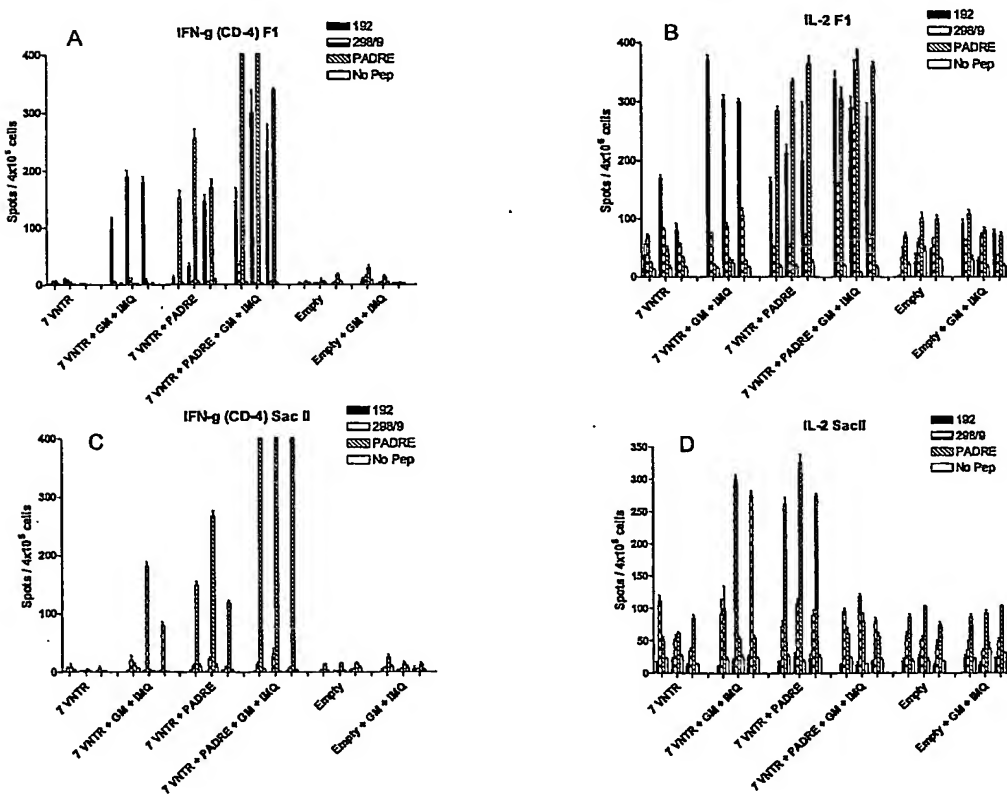 A
IFN-g (CD-4) F1
192
298/9
PADRE
No Pep
Spots / 4x10⁵ cells
400
300
200
100
0
7 VNTR
7 VNTR + GM + IMQ
7 VNTR + PADRE
7 VNTR + PADRE + GM + IMQ
Empty
Empty + GM + IMQ
B
IL-2 F1
192
298/9
PADRE
No Pep
Spots / 4x10⁵ cells
400
300
200
100
0
7 VNTR
7 VNTR + GM + IMQ
7 VNTR + PADRE
7 VNTR + PADRE + GM + IMQ
Empty
Empty + GM + IMQ
C
IFN-g (CD-4) Sac II
192
298/9
PADRE
No Pep
Spots / 4x10⁵ cells
400
300
200
100
0
7 VNTR
7 VNTR + GM + IMQ
7 VNTR + PADRE
7 VNTR + PADRE + GM + IMQ
Empty
Empty + GM + IMQ
D
IL-2 SacII
192
298/9
PADRE
No Pep
Spots / 4x10⁵ cells
350
300
250
200
150
100
50
0
7 VNTR
7 VNTR + GM + IMQ
7 VNTR + PADRE
7 VNTR + PADRE + GM + IMQ
Empty
Empty + GM + IMQ